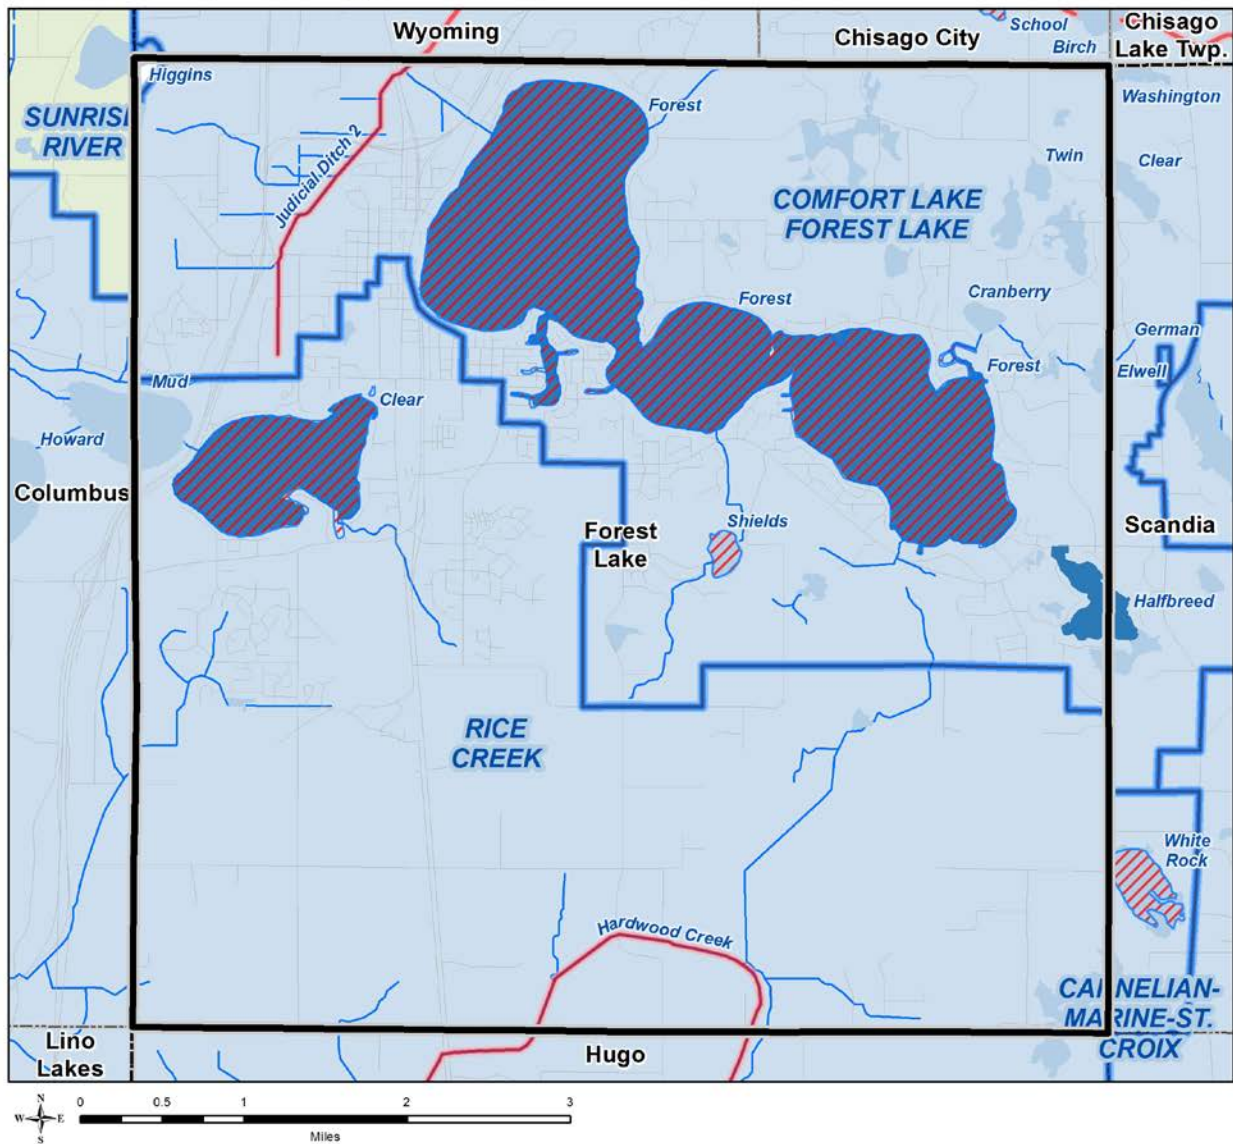 Wyoming
Chisago City
School
Birch
Chisago
Lake Twp.
Higgins
Forest
Washington
SUNRISE
RIVER
Judicial Ditch 2
Twin
Clear
COMFORT LAKE
FOREST LAKE
Forest
Cranberry
German
Elwell
Mud
Clear
Forest
Howard
Columbus
Forest
Lake
Shields
Scandia
Halfbreed
RICE
CREEK
White
Rock
Hardwood Creek
CARNELIAN-
MARINE-ST.
CROIX
Lino
Lakes
Hugo
N
W
E
S
0 0.5 1 2 3
Miles